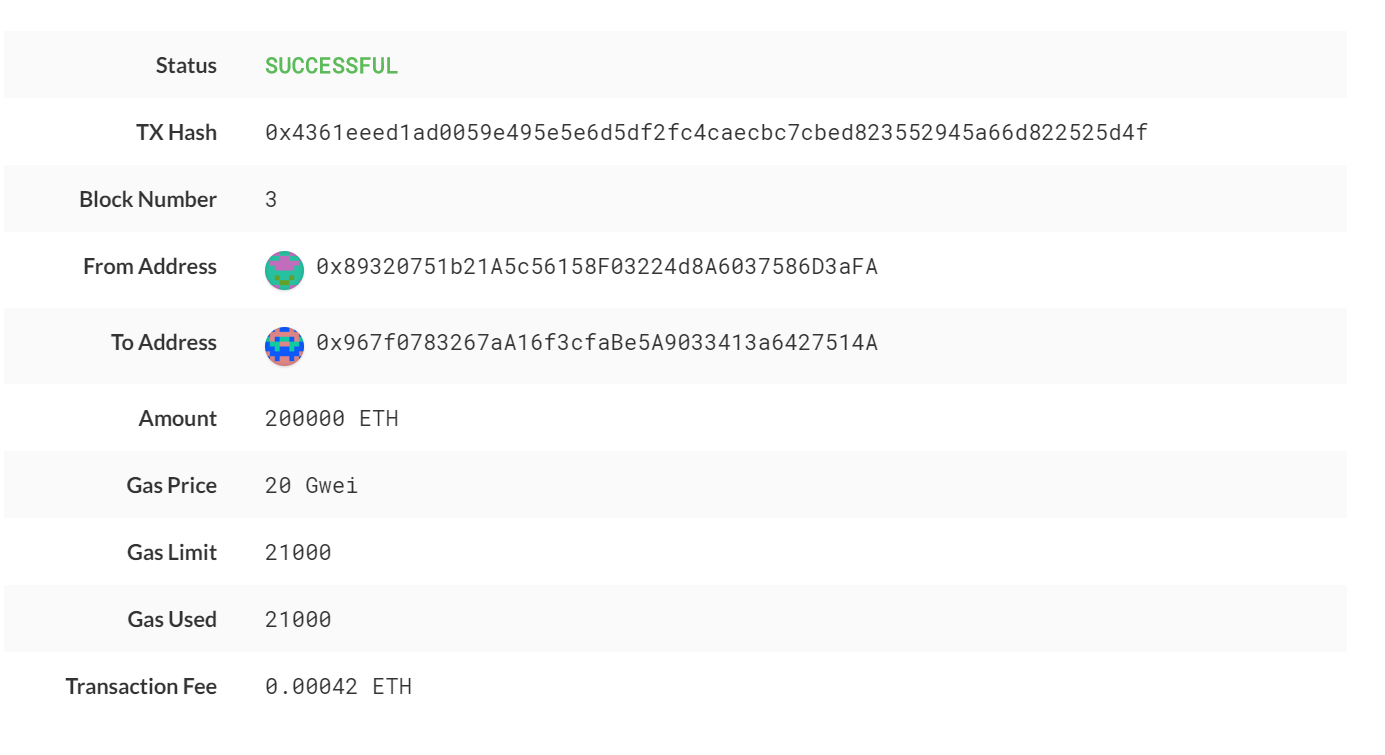 Status SUCCESSFUL
TX Hash 0x4361eeed1ad0059e495e5e6d5df2fc4caecbc7cbed823552945a66d822525d4f
Block Number 3
From Address 0x89320751b21A5c56158F03224d8A6037586D3aFA
To Address 0x967f0783267aA16f3cfaBe5A9033413a6427514A
Amount 200000 ETH
Gas Price 20 Gwei
Gas Limit 21000
Gas Used 21000
Transaction Fee 0.00042 ETH